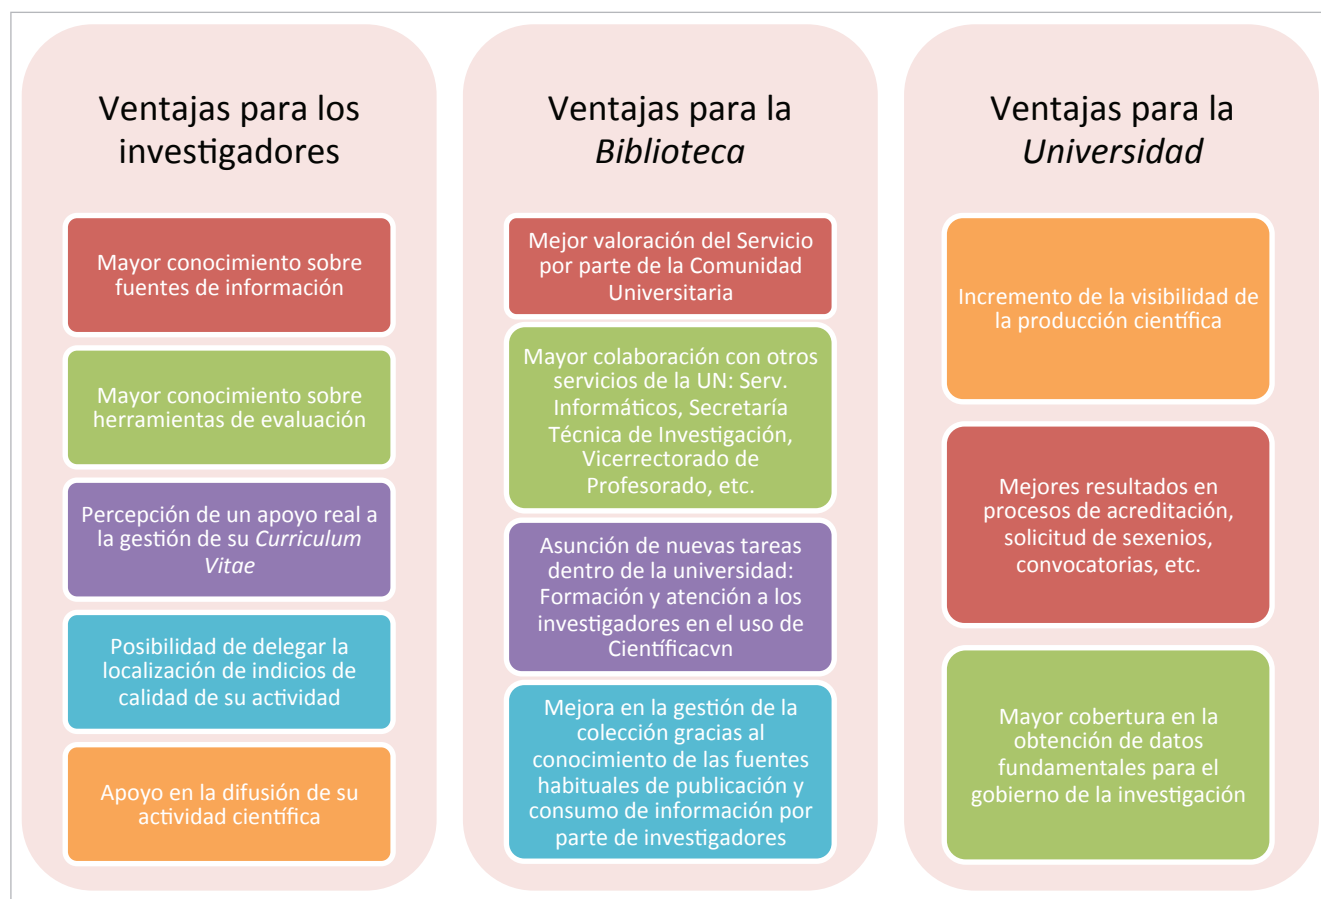 Ventajas para los
investigadores
Mayor conocimiento sobre
fuentes de información
Mayor conocimiento sobre
herramientas de evaluación
Percepción de un apoyo real a
la gestión de su Curriculum
Vitae
Posibilidad de delegar la
localización de indicios de
calidad de su actividad
Apoyo en la difusión de su
actividad científica
Ventajas para la
Biblioteca
Mejor valoración del Servicio
por parte de la Comunidad
Universitaria
Mayor colaboración con otros
servicios de la UN: Serv.
Informáticos, Secretaría
Técnica de Investigación,
Vicerrectorado de
Profesorado, etc.
Asunción de nuevas tareas
dentro de la universidad:
Formación y atención a los
investigadores en el uso de
Científicacvn
Mejora en la gestión de la
colección gracias al
conocimiento de las fuentes
habituales de publicación y
consumo de información por
parte de investigadores
Ventajas para la
Universidad
Incremento de la visibilidad de
la producción científica
Mejores resultados en
procesos de acreditación,
solicitud de sexenios,
convocatorias, etc.
Mayor cobertura en la
obtención de datos
fundamentales para el
gobierno de la investigación